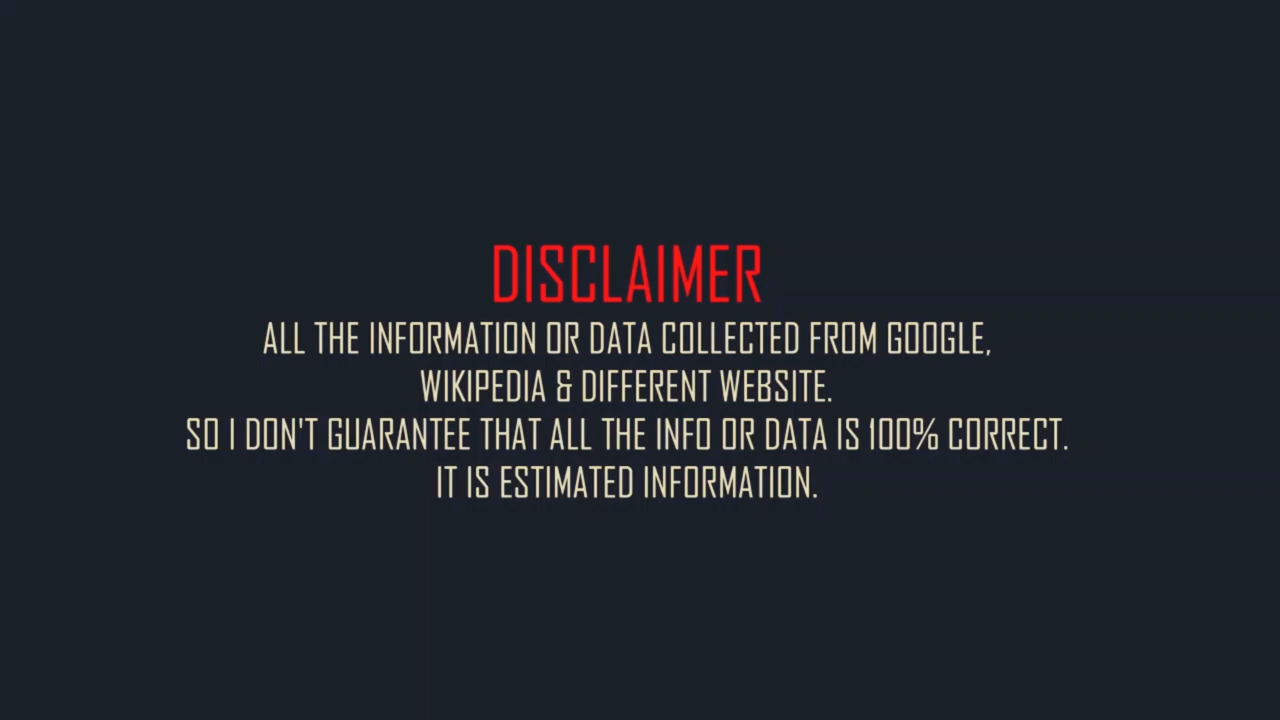 DISCLAIMER
ALL THE INFORMATION OR DATA COLLECTED FROM GOOGLE,
WIKIPEDIA & DIFFERENT WEBSITE.
SO I DON'T GUARANTEE THAT ALL THE INFO OR DATA IS 100% CORRECT.
IT IS ESTIMATED INFORMATION.